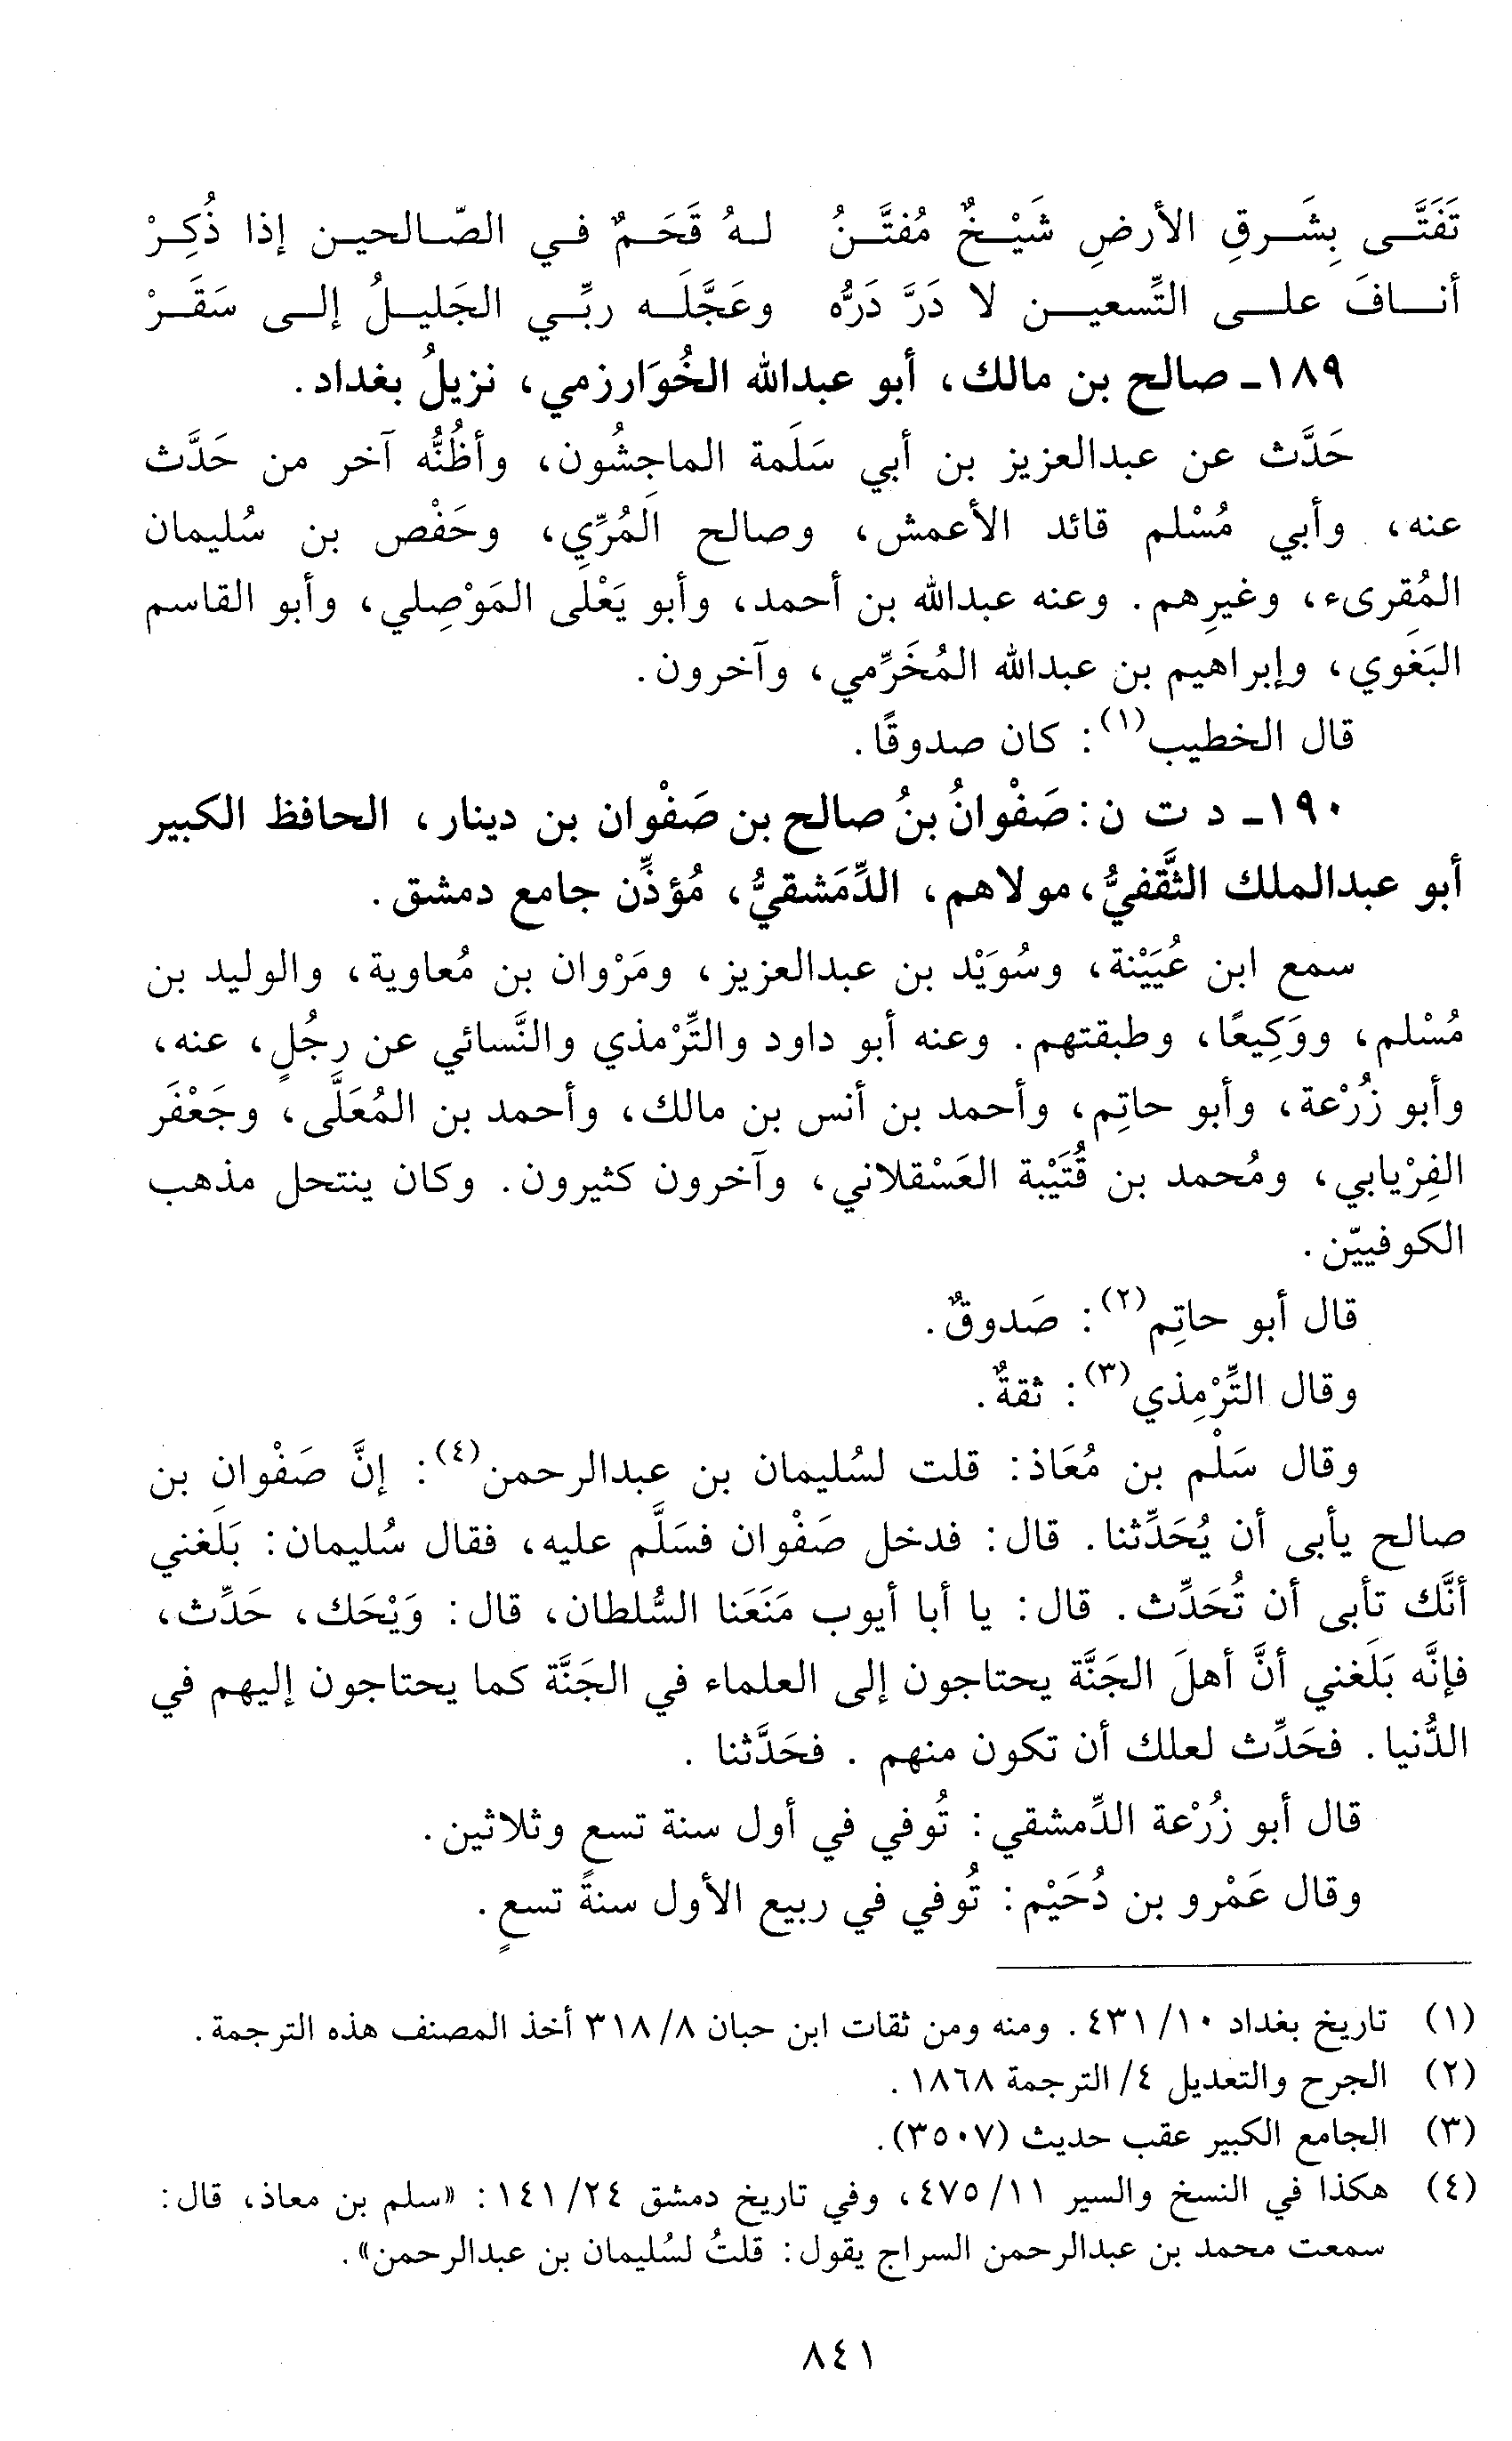 تَفَتَّى بِشَرقِ الأرضِ شَيْخٌ مُفتَّنُ لهُ قَحَمٌ في الصّالحين إذا ذُكِرْ
أنافَ على التِّسعين لا دَرَّ دَرُّه وعَجَّلَه ربِّي الجَليلُ إلى سَقَرْ
١٨٩- صالح بن مالك، أبو عبدالله الخُوَارزمي، نزيلُ بغداد.
حَدَّث عن عبدالعزيز بن أبي سَلَمة الماجِشُون، وأظُنُّه آخر من حَدَّث
عنه، وأبي مُسْلم قائد الأعمش، وصالح المُرِّي، وحَفْص بن سُليمان
المُقرىء، وغيرِهم. وعنه عبدالله بن أحمد، وأبو يَعْلى المَوْصِلي، وأبو القاسم
البَغَوي، وإبراهيم بن عبدالله المُخَرِّمي، وآخرون.
قال الخطيب(١): كان صدوقًا.
١٩٠- د ت ن: صَفْوانُ بنُ صالح بن صَفْوان بن دينار، الحافظ الكبير
أبو عبدالملك الثَّقفيُّ، مولاهم، الدِّمَشقيُّ، مُؤذِّن جامع دمشق.
سمع ابن عُيَيْنة، وسُوَيْد بن عبدالعزيز، ومَرْوان بن مُعاوية، والوليد بن
مُسْلم، ووَكِيعًا، وطبقتهم. وعنه أبو داود والتِّرْمذي والنَّسائي عن رجُلٍ، عنه،
وأبو زُرْعة، وأبو حاتِم، وأحمد بن أنس بن مالك، وأحمد بن المُعَلَّى، وجَعْفَر
الفِرْيابي، ومُحمد بن قُتَيْبة العَسْقلاني، وآخرون كثيرون. وكان ينتحل مذهب
الكوفييّن.
قال أبو حاتِم(٢): صَدوقٌ.
وقال التِّرْمِذي(٣): ثقةٌ.
وقال سَلْم بن مُعَاذ: قلت لسُليمان بن عبدالرحمن(٤): إنَّ صَفْوان بن
صالح يأبى أن يُحَدِّثنا. قال: فدخل صَفْوان فسَلَّم عليه، فقال سُليمان: بَلَغني
أنَّك تأبى أن تُحَدِّث. قال: يا أبا أيوب مَنَعَنا السُّلطان، قال: وَيْحَك، حَدِّث،
فإنَّه بَلَغني أنَّ أهلَ الجَنَّة يحتاجون إلى العلماء في الجَنَّة كما يحتاجون إليهم في
الدُّنيا. فحَدِّث لعلك أن تكون منهم . فحَدَّثنا .
قال أبو زُرْعة الدِّمشقي: تُوفي في أول سنة تسعٍ وثلاثين.
وقال عَمْرو بن دُحَيْم: تُوفي في ربيع الأول سنةً تسعٍ.
(١) تاريخ بغداد ١٠/ ٤٣١. ومنه ومن ثقات ابن حبان ٨/ ٣١٨ أخذ المصنف هذه الترجمة.
(٢) الجرح والتعديل ٤/ الترجمة ١٨٦٨.
(٣) الجامع الكبير عقب حديث (٣٥٠٧).
(٤) هكذا في النسخ والسير ١١/ ٤٧٥، وفي تاريخ دمشق ٢٤/ ١٤١: «سلم بن معاذ، قال:
سمعت محمد بن عبدالرحمن السراج يقول: قلتُ لسُليمان بن عبدالرحمن».
٨٤١